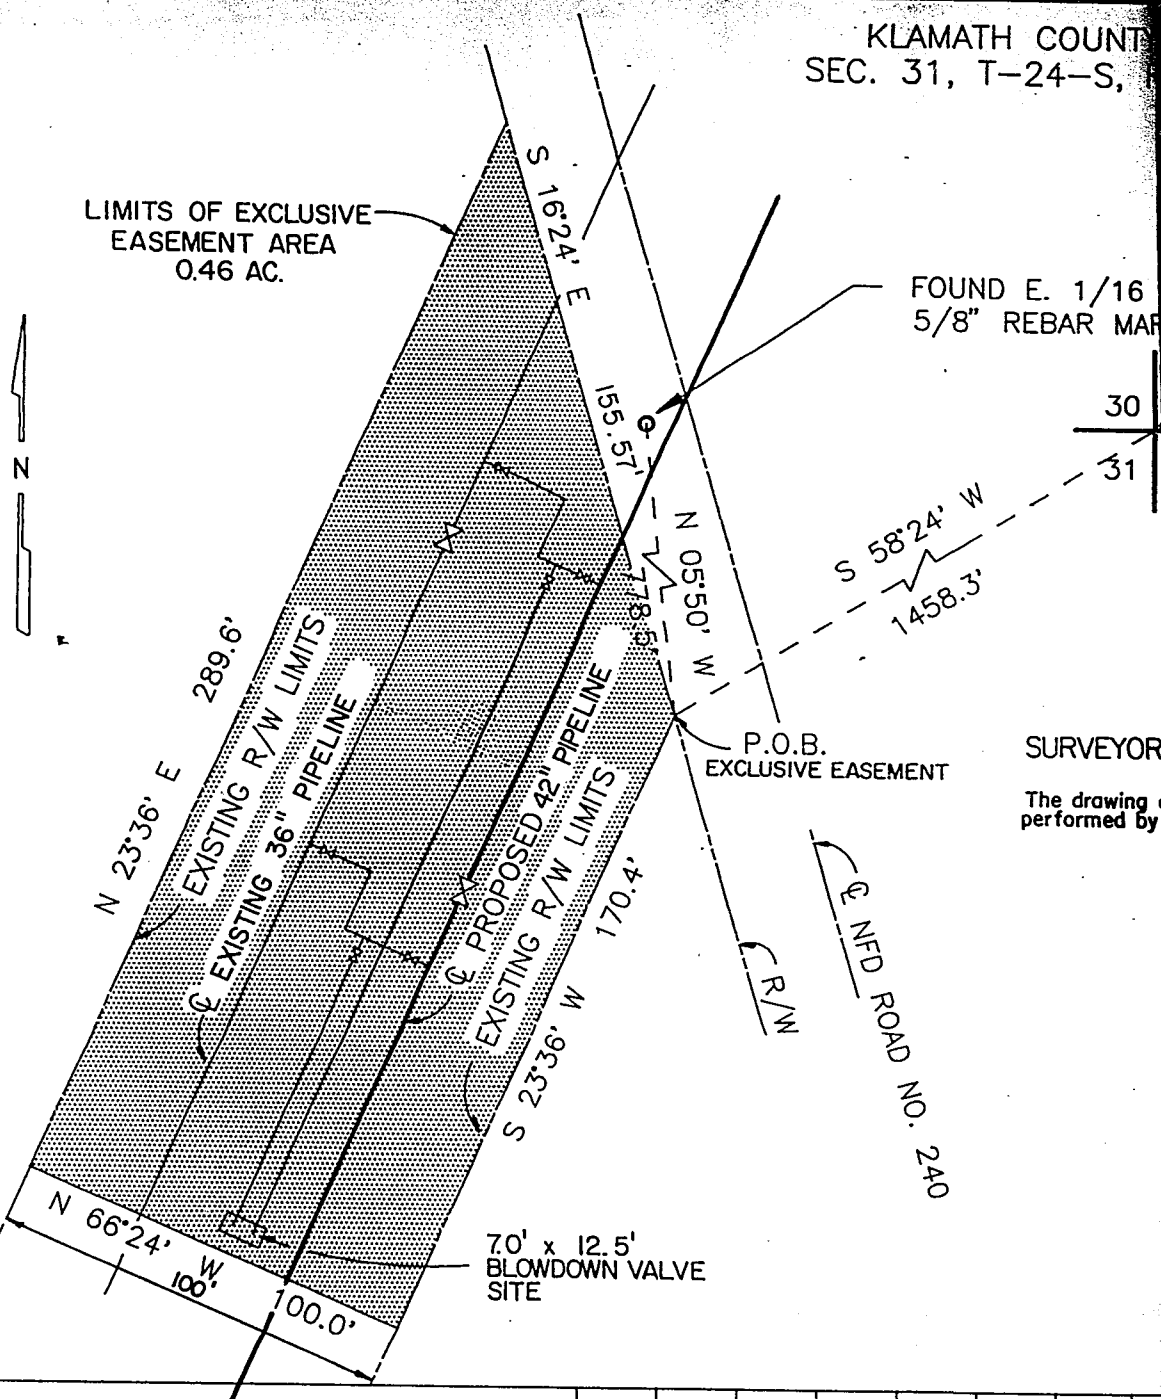 KLAMATH COUNTY
SEC. 31, T-24-S,
S 16°24' E
LIMITS OF EXCLUSIVE
EASEMENT AREA
0.46 AC.
FOUND E. 1/16
5/8" REBAR MAR
155.57'
30
31
N
S 58°24' W
1458.3'
N 05°50' W
778.5'
289.6'
N 23°36' E
EXISTING R/W LIMITS
℄ EXISTING 36" PIPELINE
℄ PROPOSED 42" PIPELINE
EXISTING R/W LIMITS
P.O.B.
EXCLUSIVE EASEMENT
SURVEYOR
The drawing
performed by
170.4'
S 23°36' W
R/W
℄ NFD ROAD NO. 240
N 66°24' W
100.0'
100'
7.0' x 12.5'
BLOWDOWN VALVE
SITE